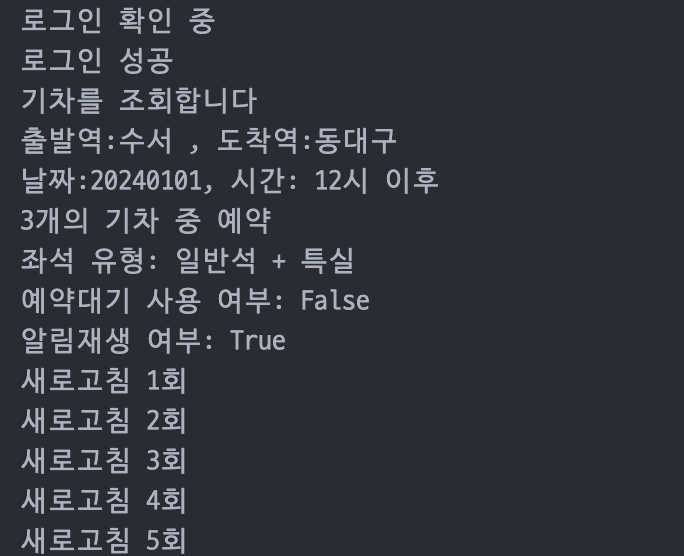 로그인 확인 중
로그인 성공
기차를 조회합니다
출발역:수서 , 도착역:동대구
날짜:20240101, 시간: 12시 이후
3개의 기차 중 예약
좌석 유형: 일반석 + 특실
예약대기 사용 여부: False
알림재생 여부: True
새로고침 1회
새로고침 2회
새로고침 3회
새로고침 4회
새로고침 5회